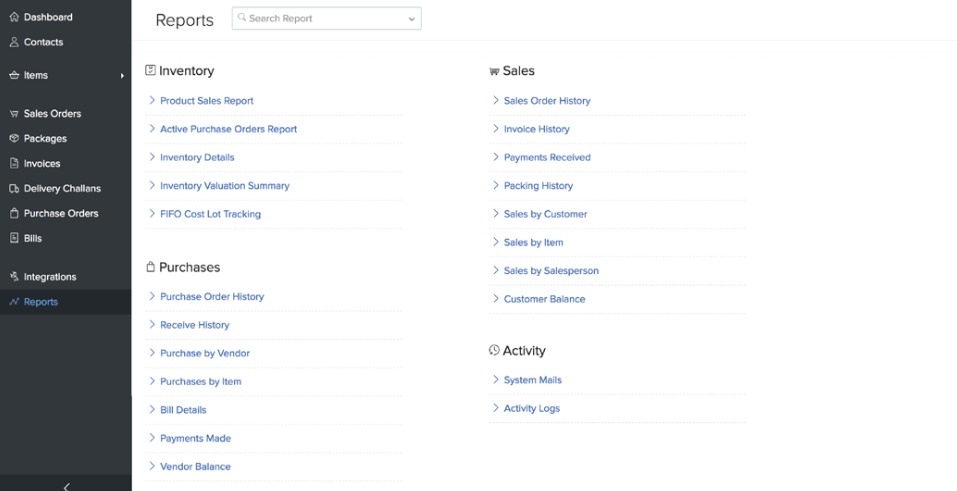 Dashboard
Contacts
Items
Sales Orders
Packages
Invoices
Delivery Challans
Purchase Orders
Bills
Integrations
Reports
Reports
Search Report
Inventory
Product Sales Report
Active Purchase Orders Report
Inventory Details
Inventory Valuation Summary
FIFO Cost Lot Tracking
Purchases
Purchase Order History
Receive History
Purchase by Vendor
Purchases by Item
Bill Details
Payments Made
Vendor Balance
Sales
Sales Order History
Invoice History
Payments Received
Packing History
Sales by Customer
Sales by Item
Sales by Salesperson
Customer Balance
Activity
System Mails
Activity Logs